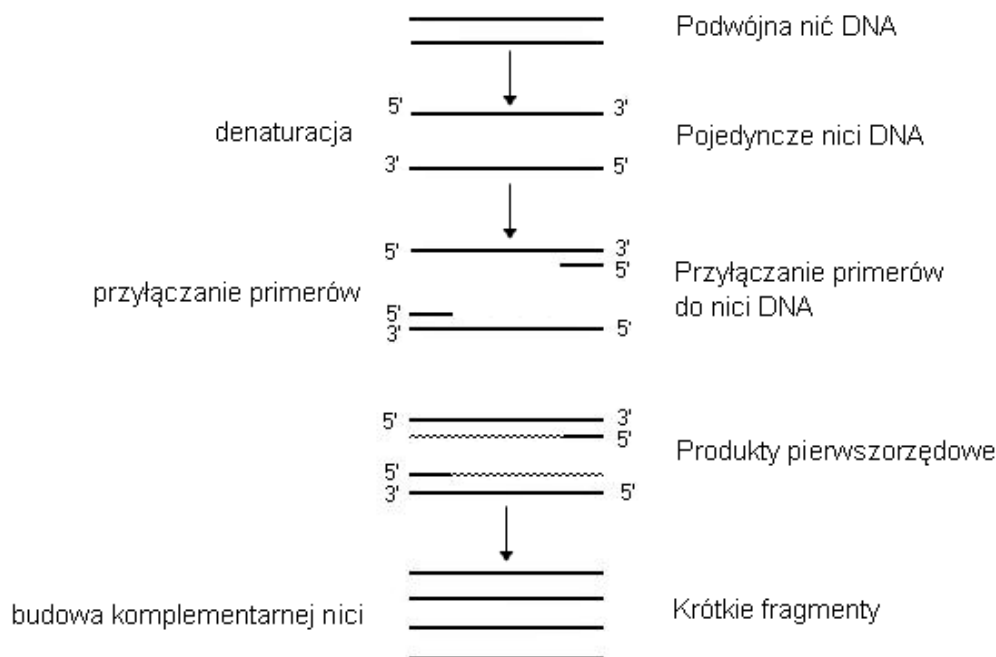 Podwójna nić DNA
5' 3'
denaturacja
Pojedyncze nici DNA
3' 5'
5' 3'
5'
przyłączanie primerów
Przyłączanie primerów
do nici DNA
5'
3' 5'
5' 3'
5'
Produkty pierwszorzędowe
5'
3' 5'
budowa komplementarnej nici
Krótkie fragmenty